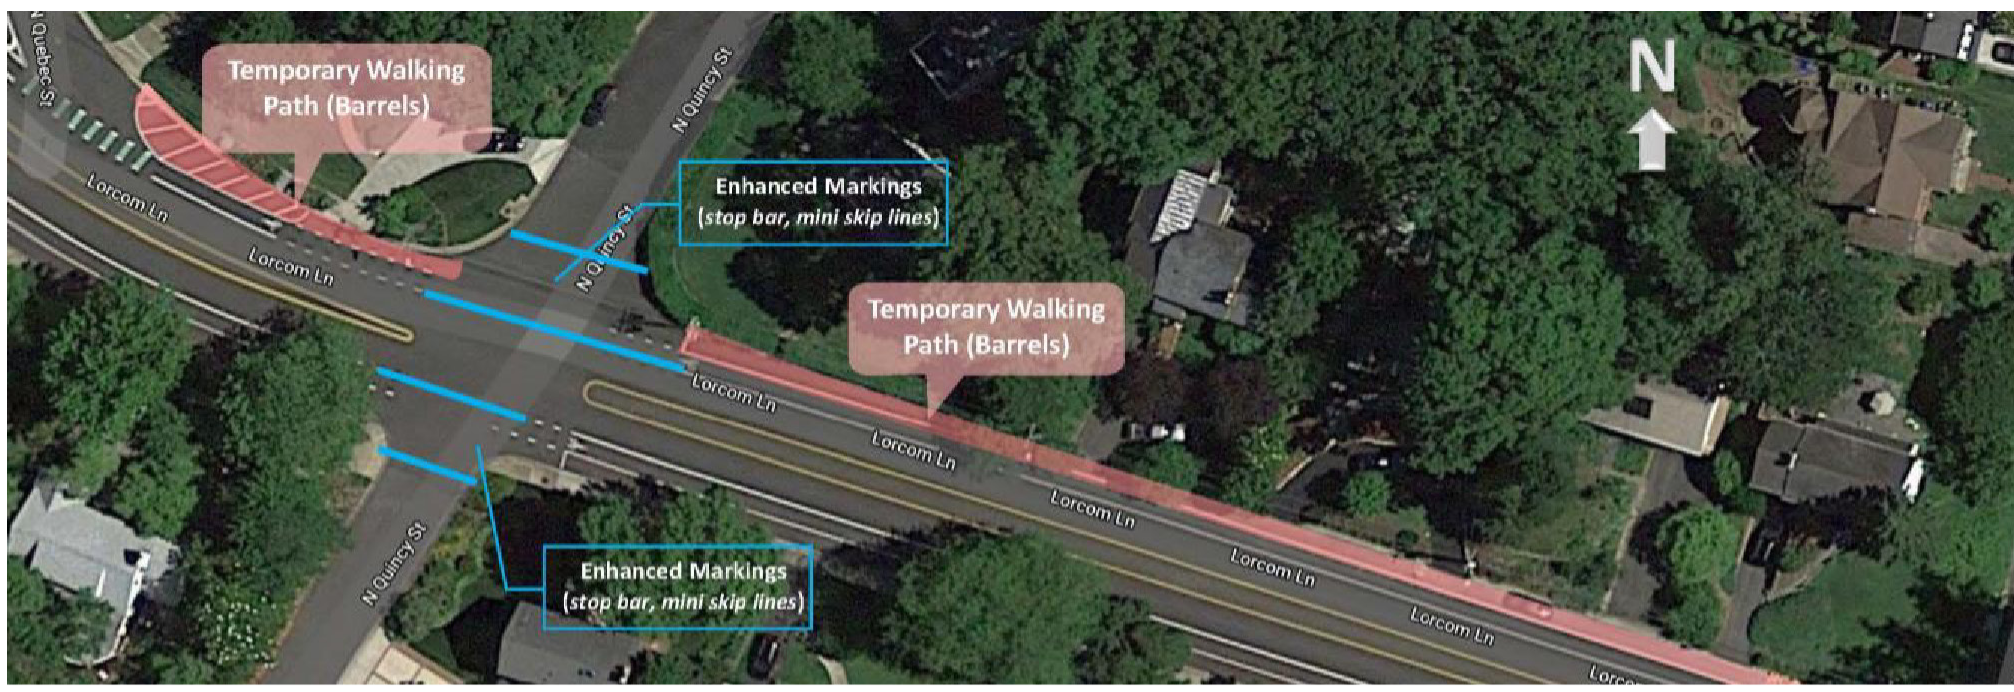 N Quebec St
Temporary Walking
Path (Barrels)
N Quincy St
N
Enhanced Markings
(stop bar, mini skip lines)
Lorcom Ln
N Quincy St
Lorcom Ln
Temporary Walking
Path (Barrels)
Lorcom Ln
Lorcom Ln
Lorcom Ln
Lorcom Ln
Lorcom Ln
Lorcom
N Quincy St
Enhanced Markings
(stop bar, mini skip lines)